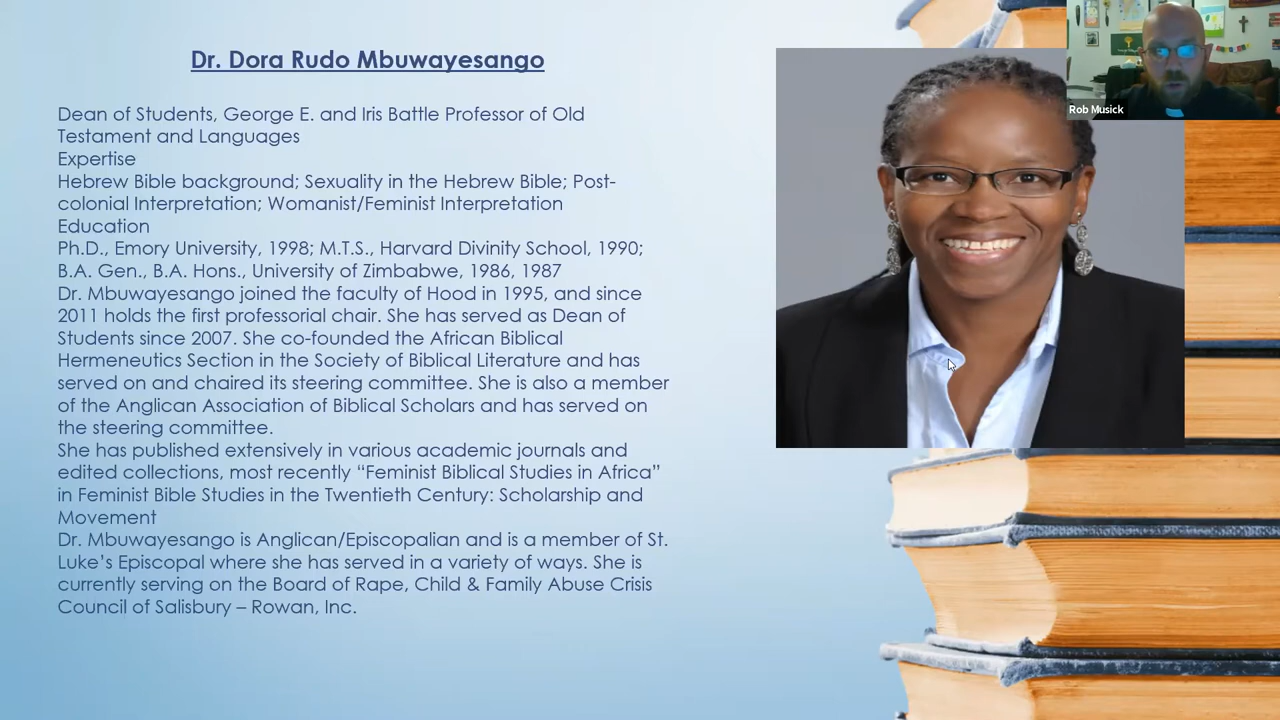 Dr. Dora Rudo Mbuwayesango
Dean of Students, George E. and Iris Battle Professor of Old
Testament and Languages
Expertise
Hebrew Bible background; Sexuality in the Hebrew Bible; Post-
colonial Interpretation; Womanist/Feminist Interpretation
Education
Ph.D., Emory University, 1998; M.T.S., Harvard Divinity School, 1990;
B.A. Gen., B.A. Hons., University of Zimbabwe, 1986, 1987
Dr. Mbuwayesango joined the faculty of Hood in 1995, and since
2011 holds the first professorial chair. She has served as Dean of
Students since 2007. She co-founded the African Biblical
Hermeneutics Section in the Society of Biblical Literature and has
served on and chaired its steering committee. She is also a member
of the Anglican Association of Biblical Scholars and has served on
the steering committee.
She has published extensively in various academic journals and
edited collections, most recently “Feminist Biblical Studies in Africa”
in Feminist Bible Studies in the Twentieth Century: Scholarship and
Movement
Dr. Mbuwayesango is Anglican/Episcopalian and is a member of St.
Luke’s Episcopal where she has served in a variety of ways. She is
currently serving on the Board of Rape, Child & Family Abuse Crisis
Council of Salisbury – Rowan, Inc.
Rob Musick